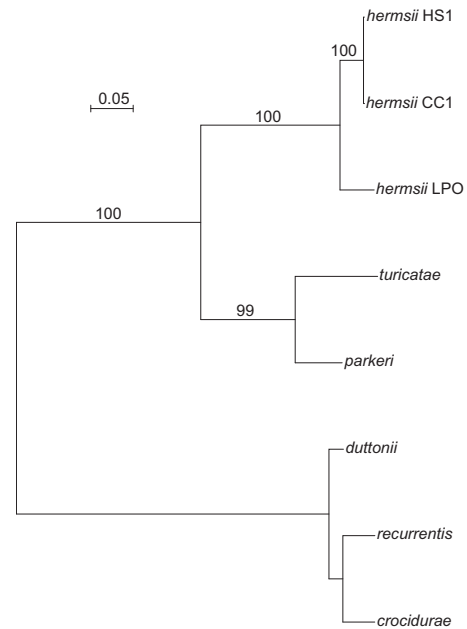 hermsii HS1
100
0.05
hermsii CC1
100
hermsii LPO
100
turicatae
99
parkeri
duttonii
recurrentis
crocidurae